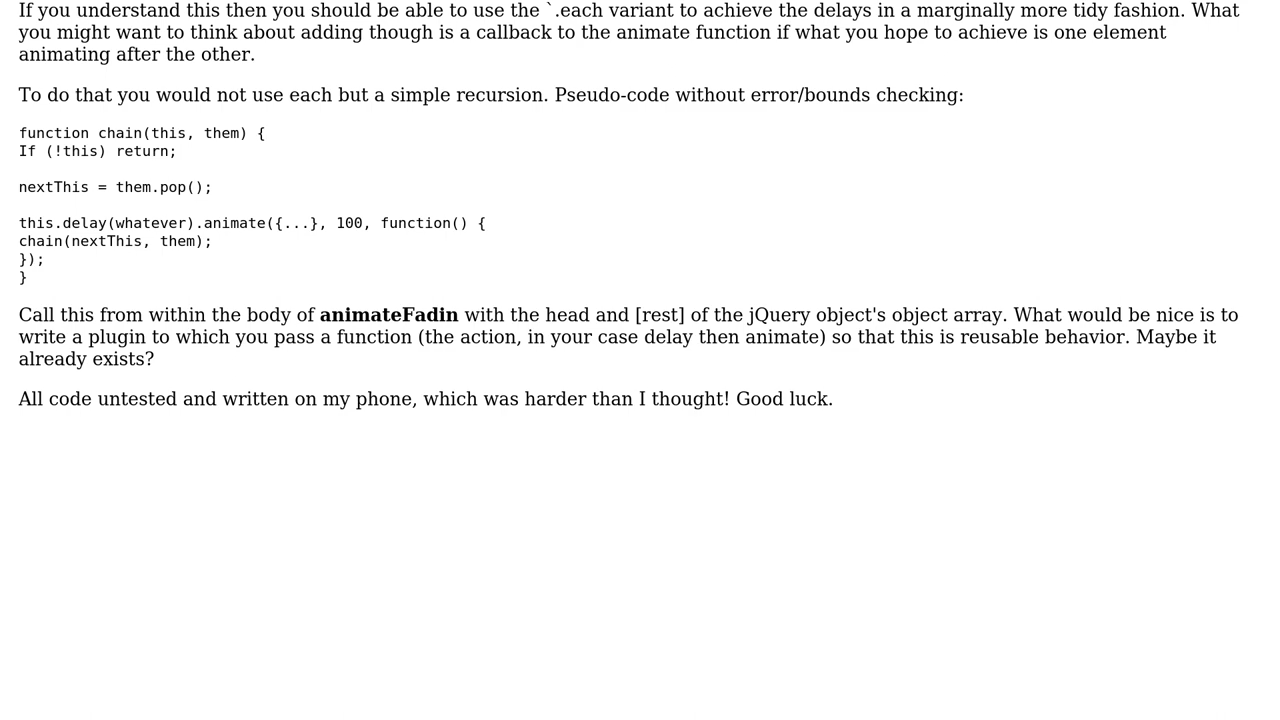 If you understand this then you should be able to use the `.each variant to achieve the delays in a marginally more tidy fashion. What
you might want to think about adding though is a callback to the animate function if what you hope to achieve is one element
animating after the other.
To do that you would not use each but a simple recursion. Pseudo-code without error/bounds checking:
function chain(this, them) {
If (!this) return;
nextThis = them.pop();
this.delay(whatever).animate({...}, 100, function() {
chain(nextThis, them);
});
}
Call this from within the body of animateFadin with the head and [rest] of the jQuery object's object array. What would be nice is to
write a plugin to which you pass a function (the action, in your case delay then animate) so that this is reusable behavior. Maybe it
already exists?
All code untested and written on my phone, which was harder than I thought! Good luck.